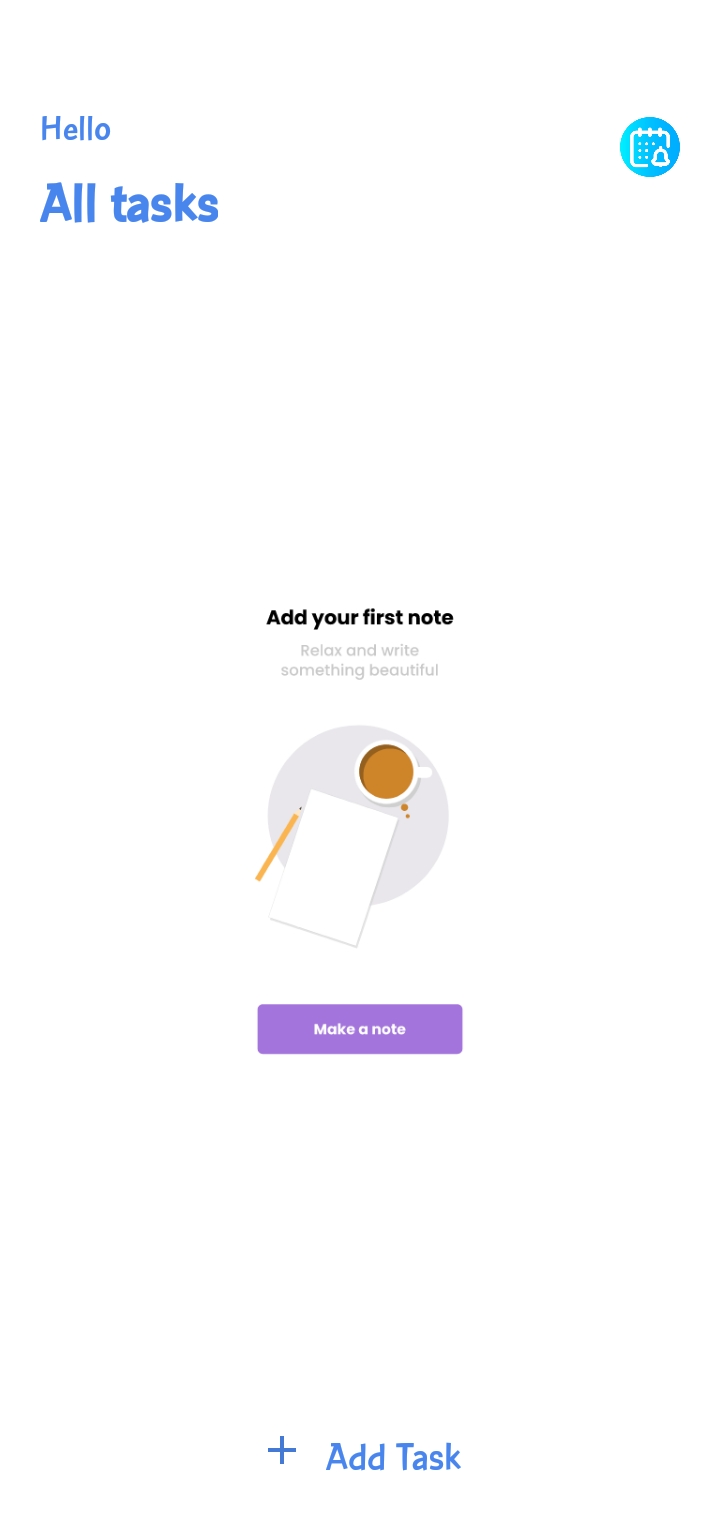 Hello
All tasks
Add your first note
Relax and write
something beautiful
Make a note
+ Add Task